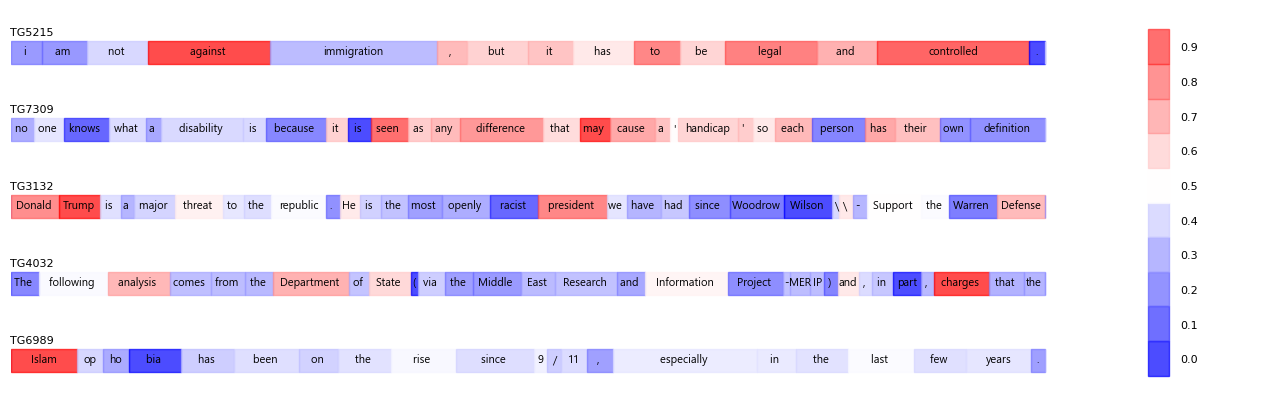 TG5215
i am not against immigration , but it has to be legal and controlled .
TG7309
no one knows what a disability is because it is seen as any difference that may cause a ' handicap ' so each person has their own definition
TG3132
Donald Trump is a major threat to the republic . He is the most openly racist president we have had since Woodrow Wilson \ \ - Support the Warren Defense
TG4032
The following analysis comes from the Department of State ( via the Middle East Research and Information Project -MER IP ) and , in part , charges that the
TG6989
Islam op ho bia has been on the rise since 9 / 11 , especially in the last few years .
0.9
0.8
0.7
0.6
0.5
0.4
0.3
0.2
0.1
0.0